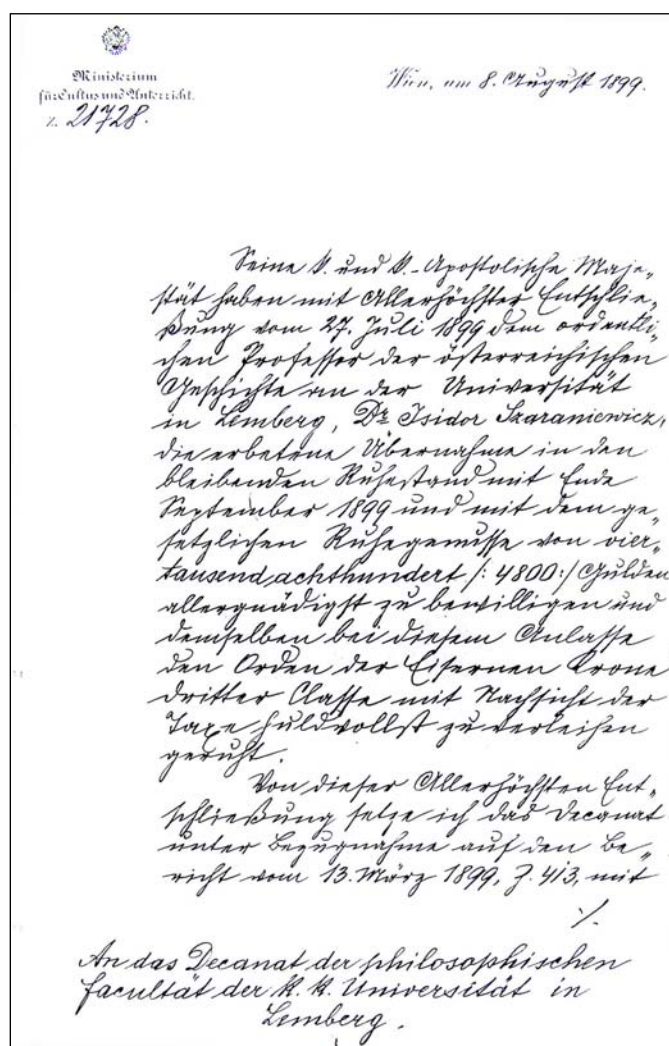 Ministerium
für Cultus und Unterricht.
Z. 21728.
Wien, am 8. August 1899.
Seine k. und k.-Apostolische Maje-
stät haben mit Allerhöchster Entschlie-
ßung vom 27. Juli 1899 dem ordentli-
chen Professor der österreichischen
Geschichte an der Universität
in Lemberg, Dr Isidor Szaraniewicz,
die erbetene Übernahme in den
bleibenden Ruhestand mit Ende
September 1899 und mit dem ge-
setzlichen Ruhegenusse von vier-
tausend achthundert /: 4800 :/ Gulden
allergnädigst zu bewilligen und
demselben bei diesem Anlasse
den Orden der Eisernen Krone
dritter Classe mit Nachsicht der
Taxe huldvollst zu verleihen
geruht.
Von dieser Allerhöchsten Ent-
schließung setze ich das Decanat
unter Bezugnahme auf den Be-
richt vom 13. März 1899, Z. 413, mit
./.
An das Decanat der philosophischen
Facultät der k. k. Universität in
Lemberg.